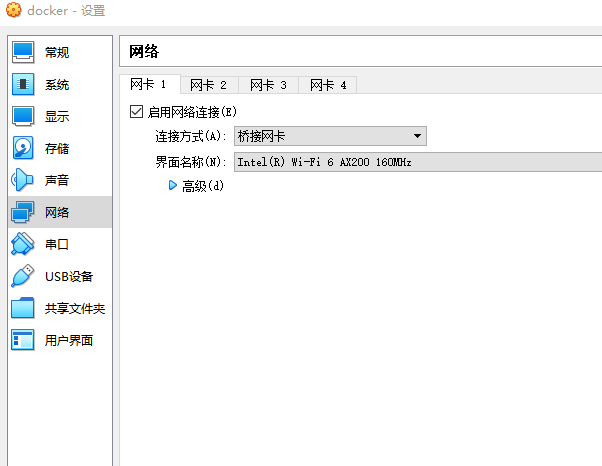 docker - 设置
常规
系统
显示
存储
声音
网络
串口
USB设备
共享文件夹
用户界面
网络
网卡 1 网卡 2 网卡 3 网卡 4
启用网络连接(E)
连接方式(A): 桥接网卡
界面名称(N): Intel(R) Wi-Fi 6 AX200 160MHz
高级(d)